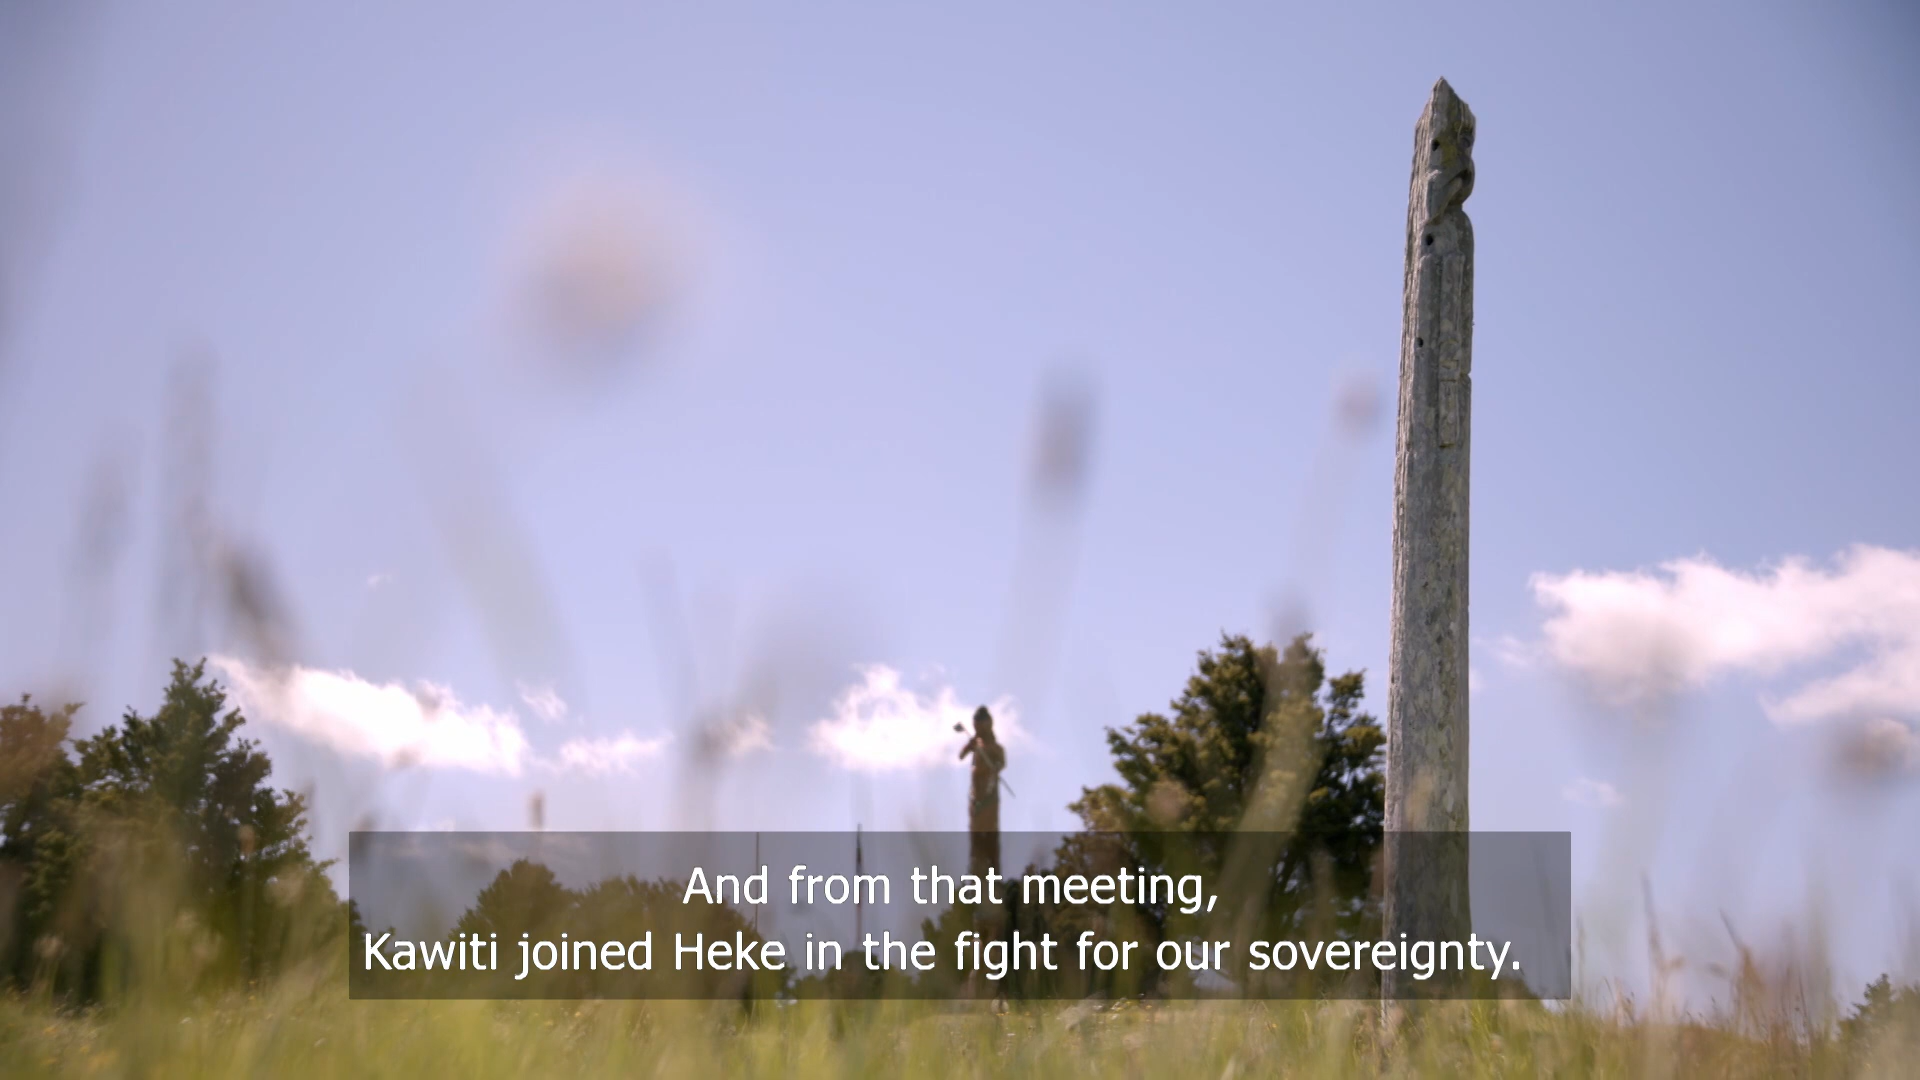 And from that meeting,
Kawiti joined Heke in the fight for our sovereignty.